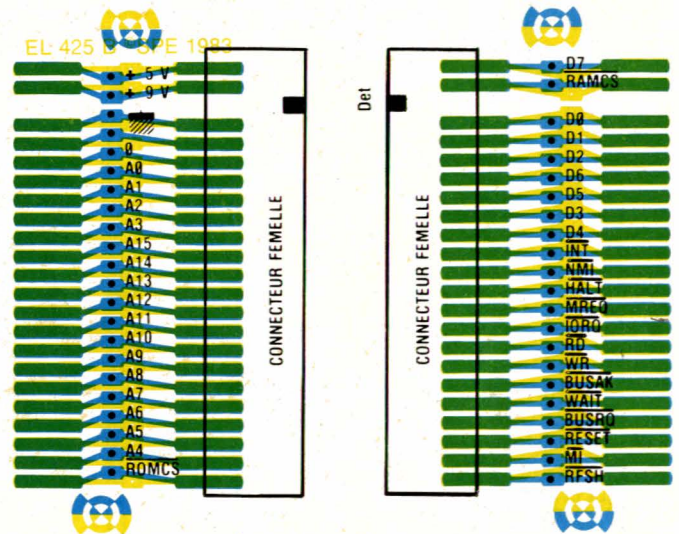 EL 425 D SPE 1983
+ 5 V
+ 9 V
0
A0
A1
A2
A3
A15
A14
A13
A12
A11
A10
A9
A8
A7
A6
A5
A4
ROMCS
CONNECTEUR FEMELLE
Det
CONNECTEUR FEMELLE
D7
RAMCS
D0
D1
D2
D6
D5
D3
D4
INT
NMI
HALT
MREQ
IORQ
RD
WR
BUSAK
WAIT
BUSRQ
RESET
MI
RFSH